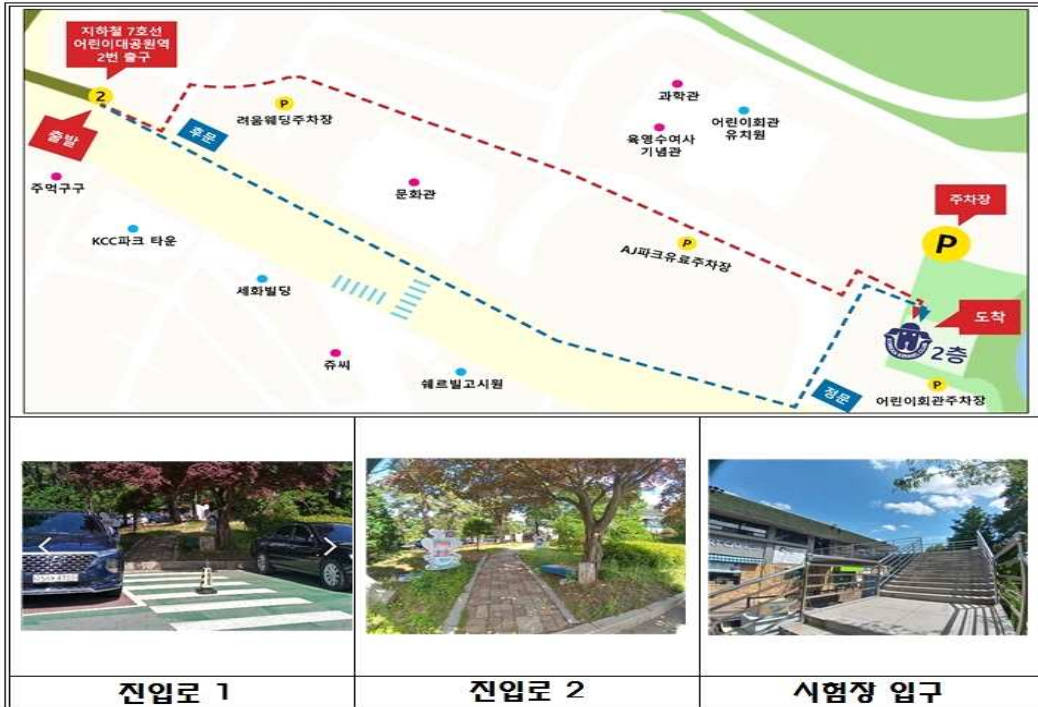 지하철 7호선
어린이대공원역
2번 출구
2
출발
후문
P
려움웨딩주차장
과학관
어린이회관
유치원
육영수여사
기념관
주먹구구
문화관
주차장
P
KCC파크 타운
P
AJ파크유료주차장
세화빌딩
도착
2층
쥬씨
쉐르빌고시원
정문
P
어린이회관주차장
진입로 1
진입로 2
시험장 입구